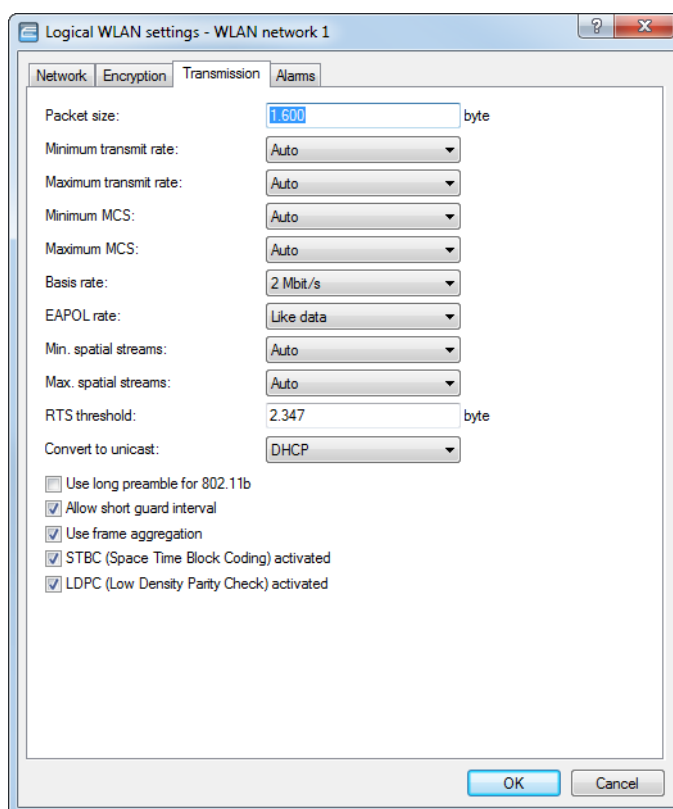 Logical WLAN settings - WLAN network 1
Network Encryption Transmission Alarms
Packet size: 1.600 byte
Minimum transmit rate: Auto
Maximum transmit rate: Auto
Minimum MCS: Auto
Maximum MCS: Auto
Basis rate: 2 Mbit/s
EAPOL rate: Like data
Min. spatial streams: Auto
Max. spatial streams: Auto
RTS threshold: 2.347 byte
Convert to unicast: DHCP
Use long preamble for 802.11b
Allow short guard interval
Use frame aggregation
STBC (Space Time Block Coding) activated
LDPC (Low Density Parity Check) activated
OK Cancel